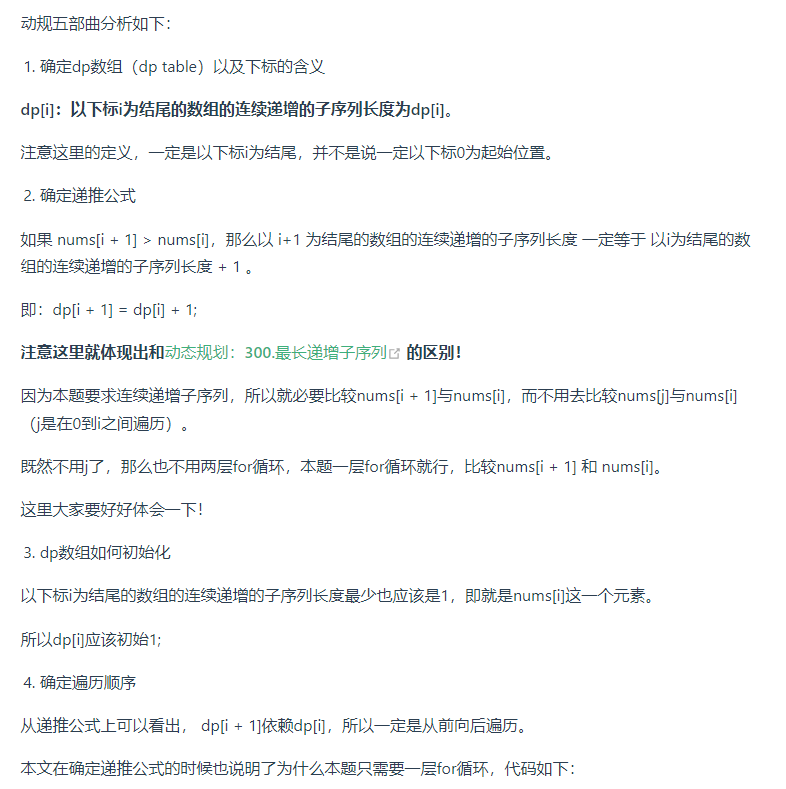 动规五部曲分析如下：
1. 确定dp数组（dp table）以及下标的含义
dp[i]：以下标i为结尾的数组的连续递增的子序列长度为dp[i]。
注意这里的定义，一定是以下标i为结尾，并不是说一定以下标0为起始位置。
2. 确定递推公式
如果 nums[i + 1] > nums[i]，那么以 i+1 为结尾的数组的连续递增的子序列长度 一定等于 以i为结尾的数
组的连续递增的子序列长度 + 1 。
即：dp[i + 1] = dp[i] + 1;
注意这里就体现出和动态规划：300.最长递增子序列 的区别！
因为本题要求连续递增子序列，所以就必要比较nums[i + 1]与nums[i]，而不用去比较nums[j]与nums[i]
（j是在0到i之间遍历）。
既然不用j了，那么也不用两层for循环，本题一层for循环就行，比较nums[i + 1] 和 nums[i]。
这里大家要好好体会一下！
3. dp数组如何初始化
以下标i为结尾的数组的连续递增的子序列长度最少也应该是1，即就是nums[i]这一个元素。
所以dp[i]应该初始1;
4. 确定遍历顺序
从递推公式上可以看出， dp[i + 1]依赖dp[i]，所以一定是从前向后遍历。
本文在确定递推公式的时候也说明了为什么本题只需要一层for循环，代码如下：